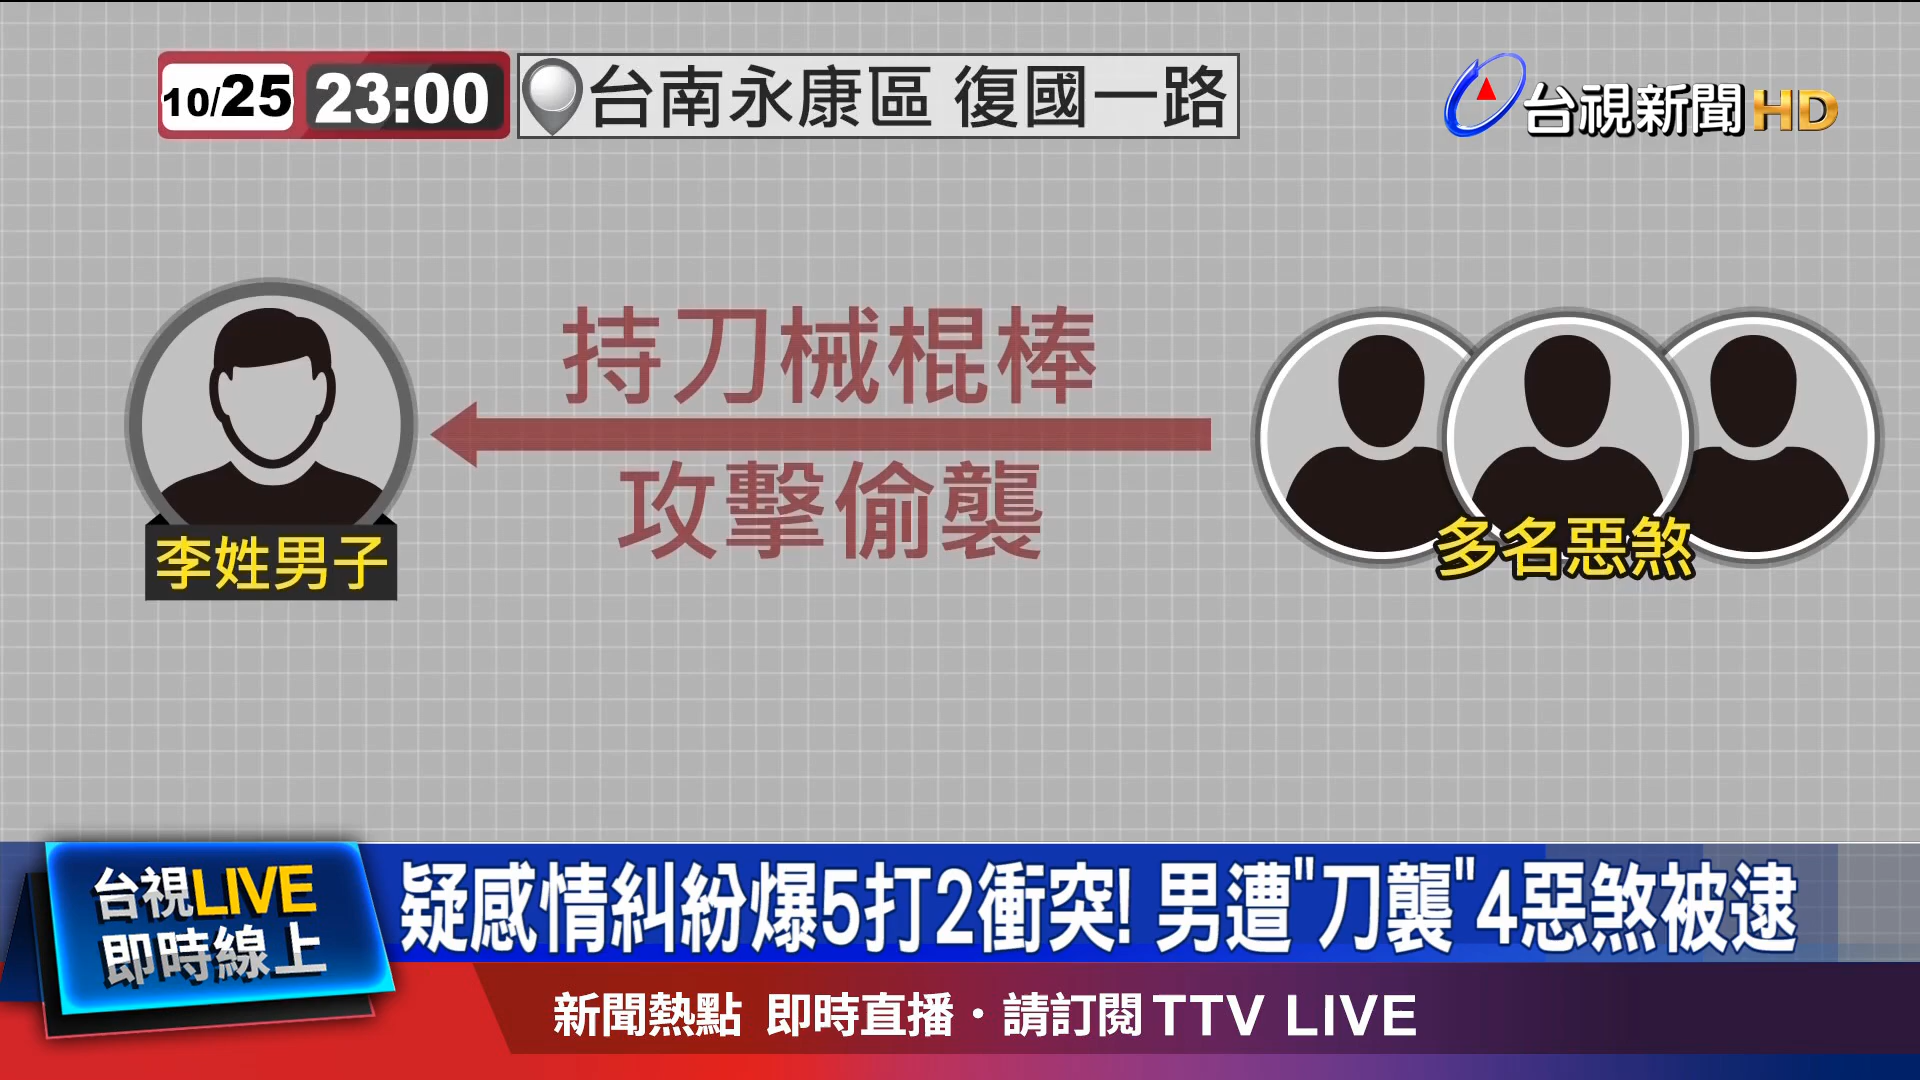 10/25 23:00 台南永康區 復國一路
台視新聞HD
持刀械棍棒
攻擊偷襲
李姓男子
多名惡煞
台視LIVE
即時線上
疑感情糾紛爆5打2衝突! 男遭"刀襲"4惡煞被逮
新聞熱點 即時直播・請訂閱TTV LIVE